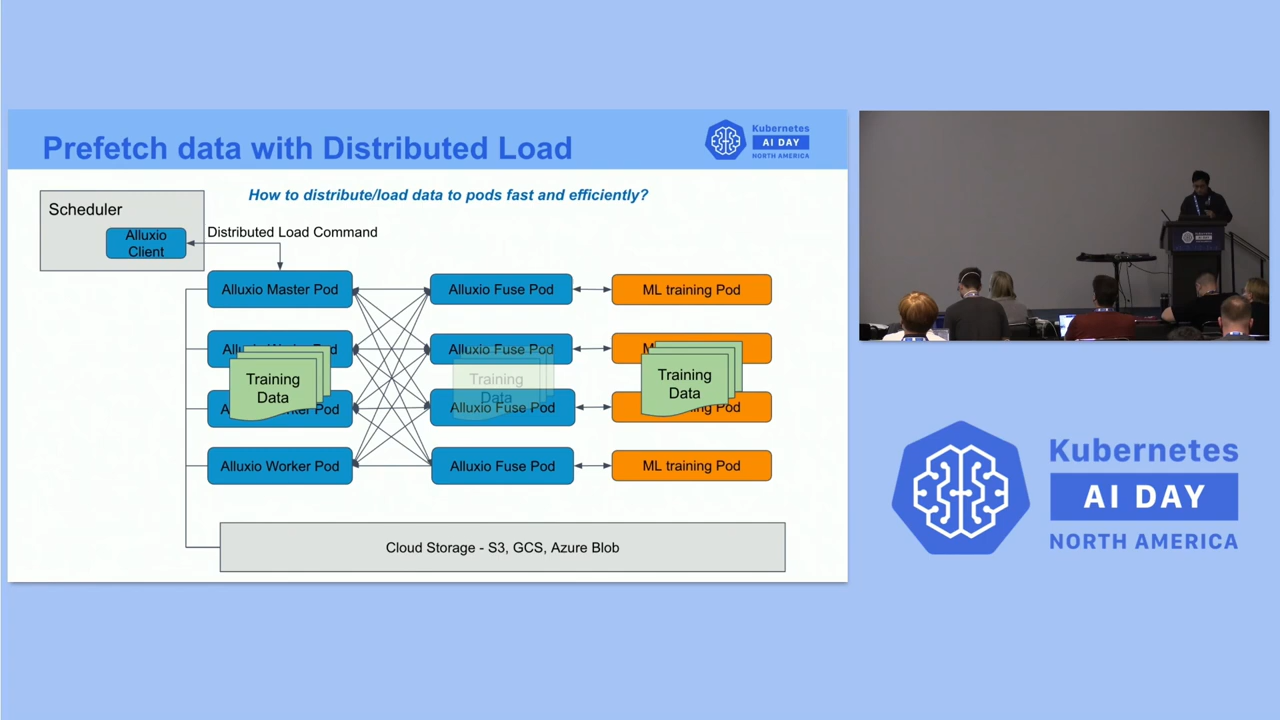 Prefetch data with Distributed Load
Kubernetes
AI DAY
NORTH AMERICA
How to distribute/load data to pods fast and efficiently?
Scheduler
Alluxio
Client
Distributed Load Command
Alluxio Master Pod
Alluxio Fuse Pod
ML training Pod
Alluxio Fuse Pod
Training
Data
Training
Data
Training
Data
Alluxio Fuse Pod
Alluxio Worker Pod
Alluxio Fuse Pod
ML training Pod
Cloud Storage - S3, GCS, Azure Blob
Kubernetes
AI DAY
NORTH AMERICA